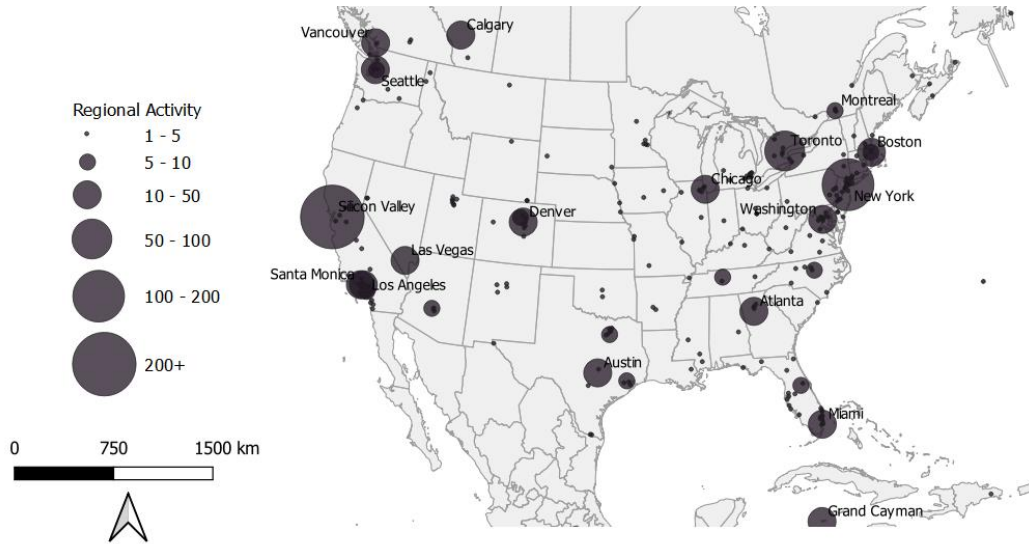 Vancouver
Calgary
Seattle
Regional Activity
1 - 5
5 - 10
10 - 50
50 - 100
100 - 200
200+
0 750 1500 km
Montreal
Toronto
Boston
Chicago
New York
Washington
Silicon Valley
Denver
Las Vegas
Santa Monica
Los Angeles
Atlanta
Austin
Miami
Grand Cayman